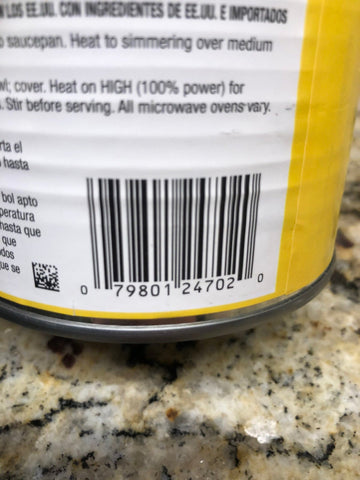 LOS EE.UU. CON INGREDIENTES DE EE.UU. E IMPORTADOS
saucepan. Heat to simmering over medium
cover. Heat on HIGH (100% power) for
Stir before serving. All microwave ovens vary.
el
hasta
bol apto
hasta que
que
que se
0 79801 24702 0